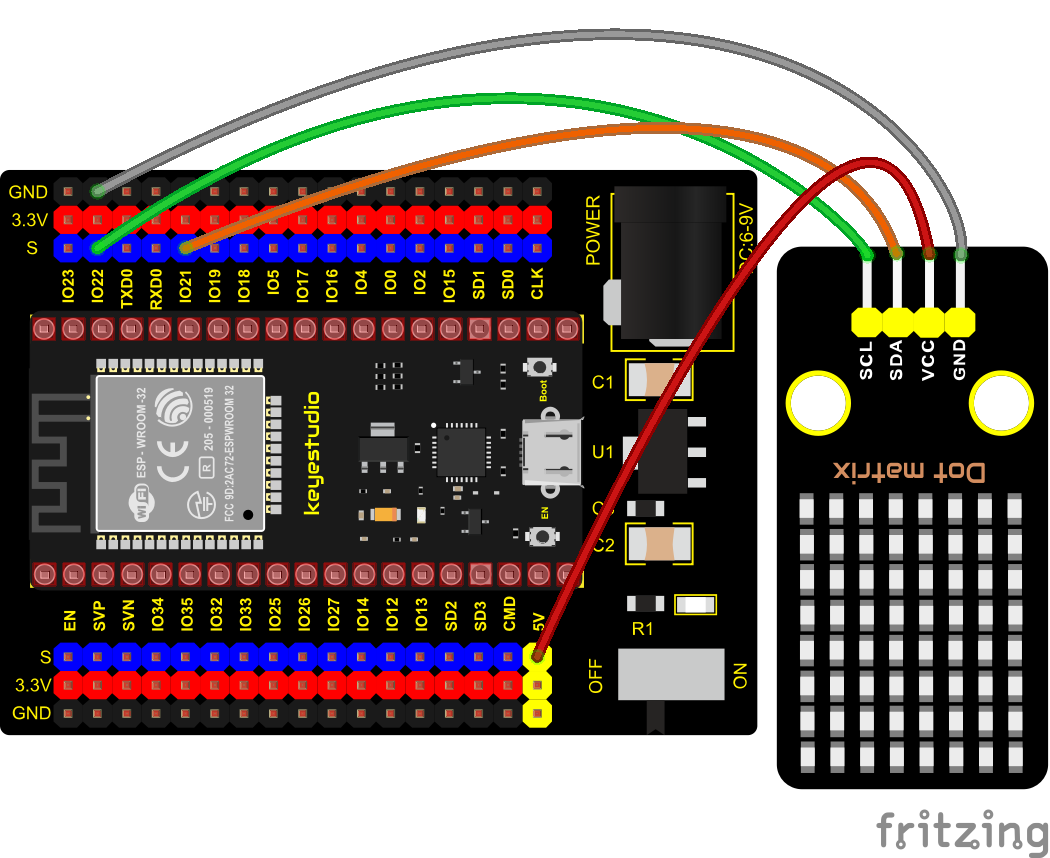 GND
3.3V
S
IO23
IO22
TXD0
RXD0
IO21
IO19
IO18
IO5
IO17
IO16
IO4
IO0
IO2
IO15
SD1
SD0
CLK
POWER
DC:6-9V
SCL
SDA
VCC
GND
Dot matrix
keyestudio
WiFi
ESP - WROOM -32
CE
R
205 - 000519
FCC 9D:2AC72-ESPWROOM 32
Boot
EN
C1
U1
C2
R1
OFF
ON
EN
SVP
SVN
IO34
IO35
IO32
IO33
IO25
IO26
IO27
IO14
IO12
IO13
SD2
SD3
CMD
5V
S
3.3V
GND
fritzing